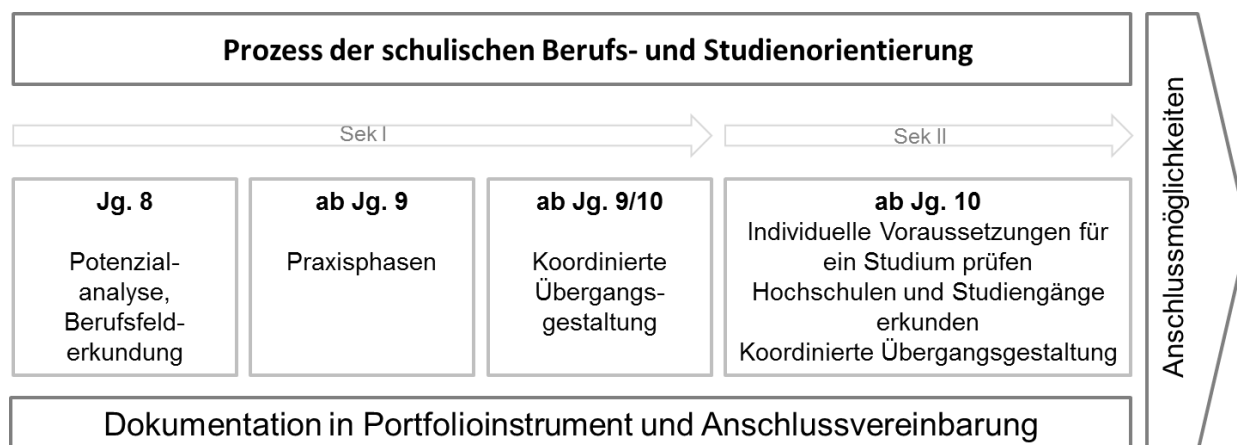 Prozess der schulischen Berufs- und Studienorientierung
Sek I
Sek II
Jg. 8
Potenzial-
analyse,
Berufsfeld-
erkundung
ab Jg. 9
Praxisphasen
ab Jg. 9/10
Koordinierte
Übergangs-
gestaltung
ab Jg. 10
Individuelle Voraussetzungen für
ein Studium prüfen
Hochschulen und Studiengänge
erkunden
Koordinierte Übergangsgestaltung
Dokumentation in Portfolioinstrument und Anschlussvereinbarung
Anschlussmöglichkeiten